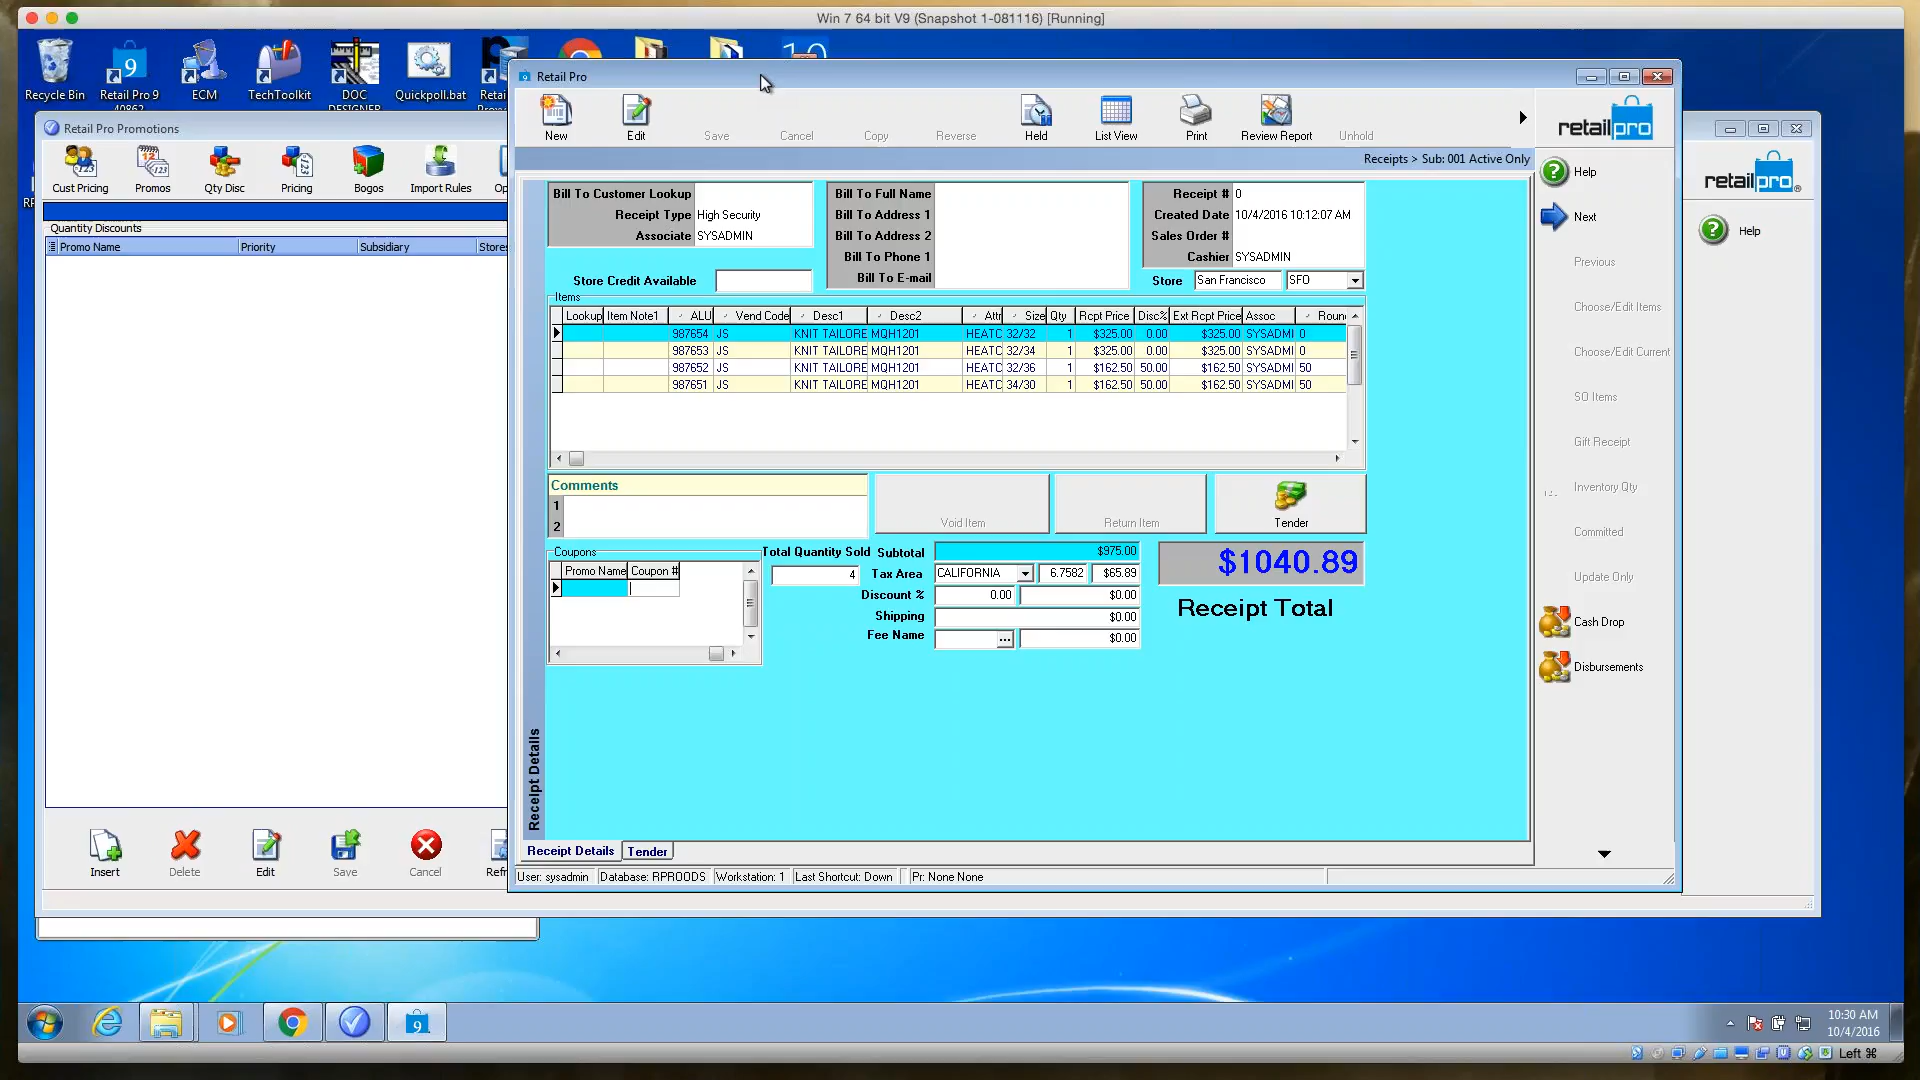 Win 7 64 bit V9 (Snapshot 1-081116) [Running]
Recycle Bin
Retail Pro 9
40862
ECM
TechToolkit
DOC
DESIGNER
Quickpoll.bat
Retai
Retail Pro Promotions
Cust Pricing
Promos
Qty Disc
Pricing
Bogos
Import Rules
Quantity Discounts
Promo Name
Priority
Subsidiary
Stores
Insert
Delete
Edit
Save
Cancel
Refr
Retail Pro
New
Edit
Save
Cancel
Copy
Reverse
Held
List View
Print
Review Report
Unhold
retailpro
Receipts > Sub: 001 Active Only
Bill To Customer Lookup
Receipt Type High Security
Associate SYSADMIN
Store Credit Available
Bill To Full Name
Bill To Address 1
Bill To Address 2
Bill To Phone 1
Bill To E-mail
Receipt # 0
Created Date 10/4/2016 10:12:07 AM
Sales Order #
Cashier SYSADMIN
Store San Francisco SFO
Items
Lookup Item Note1 ALU Vend Code Desc1 Desc2 Attr Size Qty Rcpt Price Disc% Ext Rcpt Price Assoc Roun
987654 JS KNIT TAILORE MQH1201 HEATC 32/32 1 $325.00 0.00 $325.00 SYSADMI 0
987653 JS KNIT TAILORE MQH1201 HEATC 32/34 1 $325.00 0.00 $325.00 SYSADMI 0
987652 JS KNIT TAILORE MQH1201 HEATC 32/36 1 $162.50 50.00 $162.50 SYSADMI 50
987651 JS KNIT TAILORE MQH1201 HEATC 34/30 1 $162.50 50.00 $162.50 SYSADMI 50
Comments
1
2
Void Item
Return Item
Tender
Coupons
Promo Name Coupon #
Total Quantity Sold
4
Subtotal $975.00
Tax Area CALIFORNIA 6.7582 $65.89
Discount % 0.00 $0.00
Shipping $0.00
Fee Name ... $0.00
$1040.89
Receipt Total
Receipt Details
Receipt Details Tender
User: sysadmin Database: RPROODS Workstation: 1 Last Shortcut: Down Pr: None None
Help
Next
Previous
Choose/Edit Items
Choose/Edit Current
SO Items
Gift Receipt
Inventory Qty
Committed
Update Only
Cash Drop
Disbursements
retailpro
Help
10:30 AM
10/4/2016
Left ⌘